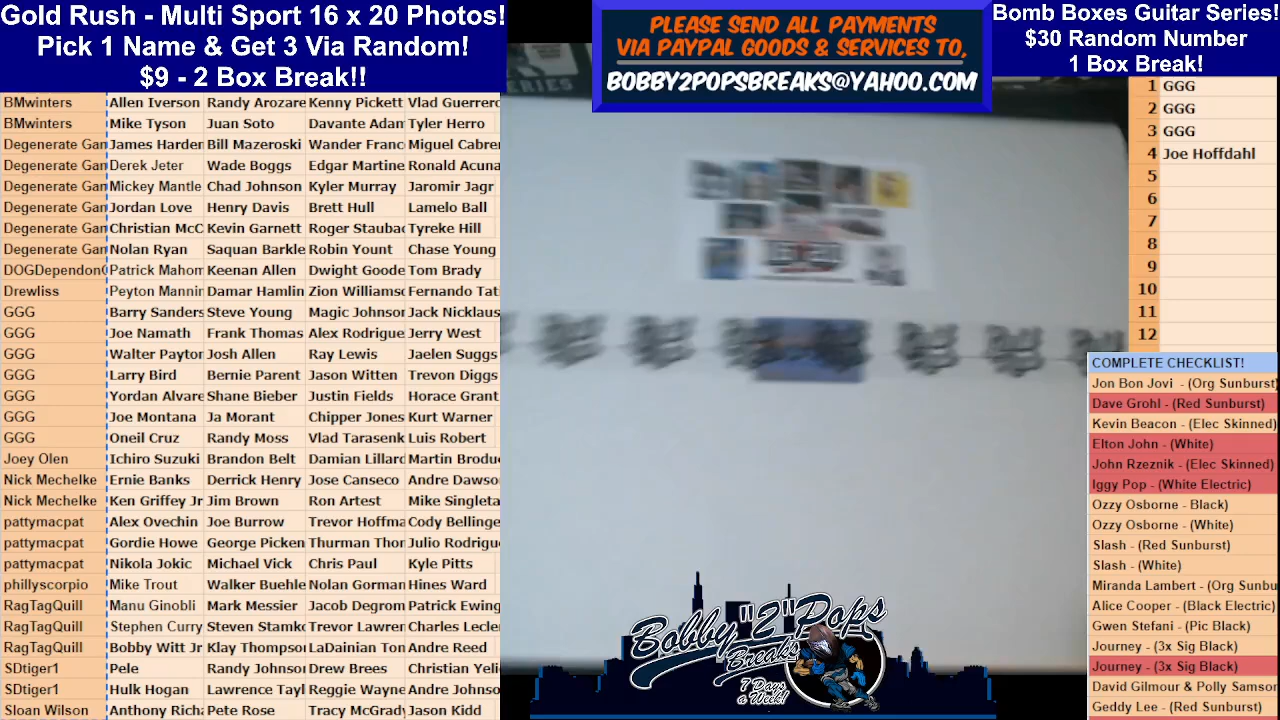 Gold Rush - Multi Sport 16 x 20 Photos!
Pick 1 Name & Get 3 Via Random!
$9 - 2 Box Break!!
BMwinters Allen Iverson Randy Arozare Kenny Pickett Vlad Guerrero
BMwinters Mike Tyson Juan Soto Davante Adam Tyler Herro
Degenerate Gam James Harden Bill Mazeroski Wander Franc Miguel Cabrer
Degenerate Gam Derek Jeter Wade Boggs Edgar Martine Ronald Acuna
Degenerate Gam Mickey Mantle Chad Johnson Kyler Murray Jaromir Jagr
Degenerate Gam Jordan Love Henry Davis Brett Hull Lamelo Ball
Degenerate Gam Christian McC Kevin Garnett Roger Staubac Tyreke Hill
Degenerate Gam Nolan Ryan Saquan Barkle Robin Yount Chase Young
DOGDependonC Patrick Mahom Keenan Allen Dwight Goode Tom Brady
Drewliss Peyton Mannin Damar Hamlin Zion Williamso Fernando Tat
GGG Barry Sanders Steve Young Magic Johnson Jack Nicklaus
GGG Joe Namath Frank Thomas Alex Rodrigue Jerry West
GGG Walter Payton Josh Allen Ray Lewis Jaelen Suggs
GGG Larry Bird Bernie Parent Jason Witten Trevon Diggs
GGG Yordan Alvare Shane Bieber Justin Fields Horace Grant
GGG Joe Montana Ja Morant Chipper Jones Kurt Warner
GGG Oneil Cruz Randy Moss Vlad Tarasenk Luis Robert
Joey Olen Ichiro Suzuki Brandon Belt Damian Lillard Martin Brodu
Nick Mechelke Ernie Banks Derrick Henry Jose Canseco Andre Dawso
Nick Mechelke Ken Griffey Jr Jim Brown Ron Artest Mike Singleta
pattymacpat Alex Ovechin Joe Burrow Trevor Hoffma Cody Bellinge
pattymacpat Gordie Howe George Picken Thurman Thor Julio Rodrigu
pattymacpat Nikola Jokic Michael Vick Chris Paul Kyle Pitts
phillyscorpio Mike Trout Walker Buehle Nolan Gorman Hines Ward
RagTagQuill Manu Ginobli Mark Messier Jacob Degrom Patrick Ewing
RagTagQuill Stephen Curry Steven Stamko Trevor Lawren Charles Lecler
RagTagQuill Bobby Witt Jr Klay Thompson LaDainian Ton Andre Reed
SDtiger1 Pele Randy Johnson Drew Brees Christian Yeli
SDtiger1 Hulk Hogan Lawrence Tayl Reggie Wayne Andre Johnso
Sloan Wilson Anthony Richa Pete Rose Tracy McGrady Jason Kidd
PLEASE SEND ALL PAYMENTS
VIA PAYPAL GOODS & SERVICES TO,
BOBBY2POPSBREAKS@YAHOO.COM
Bobby "2" Pops
Breaks
7 Days
a Week!
Bomb Boxes Guitar Series!
$30 Random Number
1 Box Break!
1 GGG
2 GGG
3 GGG
4 Joe Hoffdahl
5
6
7
8
9
10
11
12
COMPLETE CHECKLIST!
Jon Bon Jovi - (Org Sunburst)
Dave Grohl - (Red Sunburst)
Kevin Beacon - (Elec Skinned)
Elton John - (White)
John Rzeznik - (Elec Skinned)
Iggy Pop - (White Electric)
Ozzy Osborne - Black)
Ozzy Osborne - (White)
Slash - (Red Sunburst)
Slash - (White)
Miranda Lambert - (Org Sunbu
Alice Cooper - (Black Electric)
Gwen Stefani - (Pic Black)
Journey - (3x Sig Black)
Journey - (3x Sig Black)
David Gilmour & Polly Samson
Geddy Lee - (Red Sunburst)